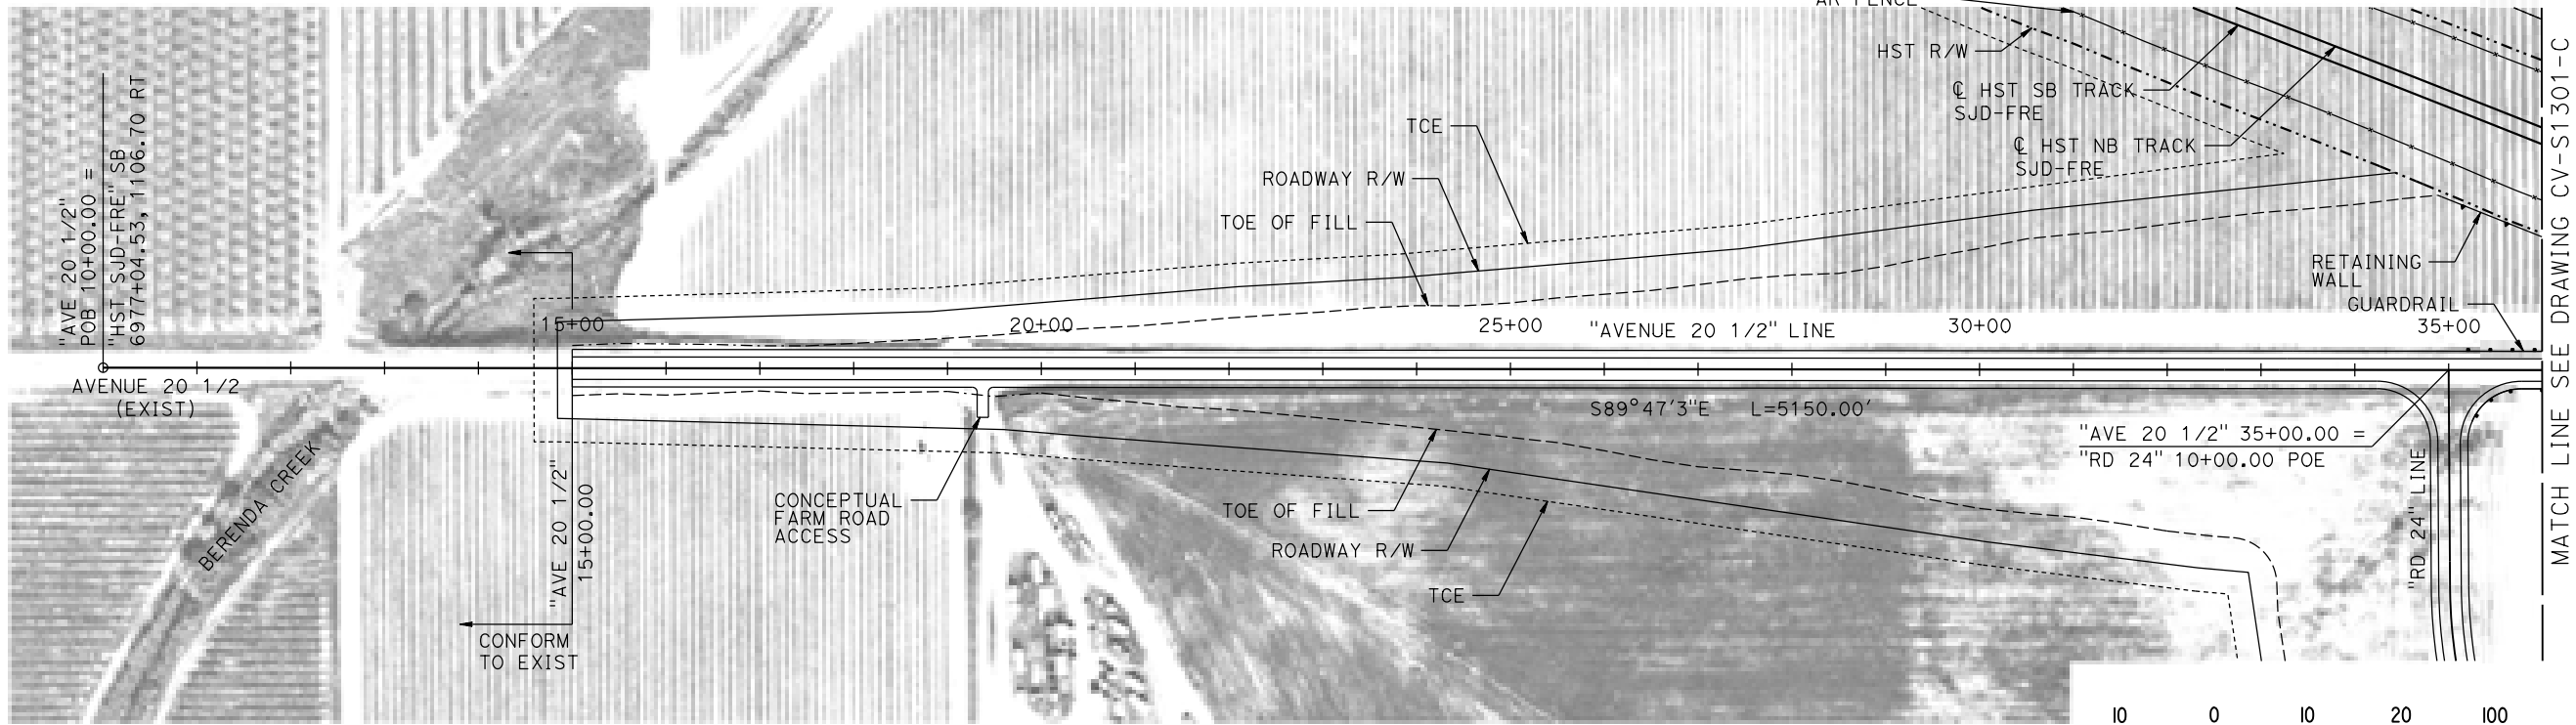 AR FENCE
HST R/W
℄ HST SB TRACK
SJD-FRE
℄ HST NB TRACK
SJD-FRE
TCE
ROADWAY R/W
TOE OF FILL
"AVE 20 1/2"
POB 10+00.00 =
"HST SJD-FRE" SB
6977+04.53, 1106.70 RT
RETAINING
WALL
GUARDRAIL
15+00
20+00
25+00
"AVENUE 20 1/2" LINE
30+00
35+00
AVENUE 20 1/2
(EXIST)
S89°47'3"E L=5150.00'
"AVE 20 1/2" 35+00.00 =
"RD 24" 10+00.00 POE
BERENDA CREEK
"AVE 20 1/2"
15+00.00
CONCEPTUAL
FARM ROAD
ACCESS
TOE OF FILL
ROADWAY R/W
TCE
"RD 24" LINE
CONFORM
TO EXIST
MATCH LINE SEE DRAWING CV-S1301-C
10 0 10 20 100